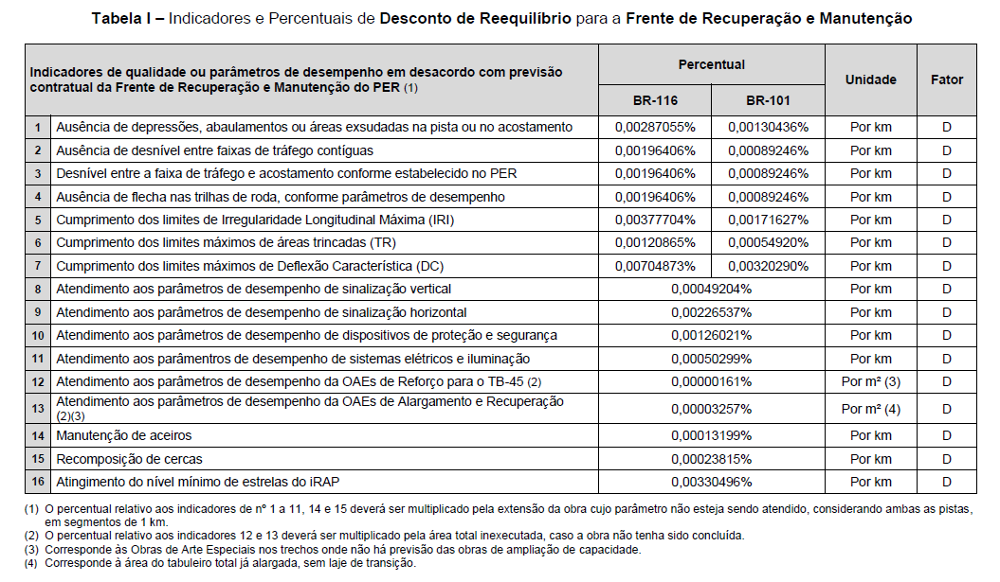 Tabela I – Indicadores e Percentuais de Desconto de Reequilíbrio para a Frente de Recuperação e Manutenção
Indicadores de qualidade ou parâmetros de desempenho em desacordo com previsão
contratual da Frente de Recuperação e Manutenção do PER (1)
Percentual
BR-116
BR-101
Unidade
Fator
1 Ausência de depressões, abaulamentos ou áreas exsudadas na pista ou no acostamento 0,00287055% 0,00130436% Por km D
2 Ausência de desnível entre faixas de tráfego contíguas 0,00196406% 0,00089246% Por km D
3 Desnível entre a faixa de tráfego e acostamento conforme estabelecido no PER 0,00196406% 0,00089246% Por km D
4 Ausência de flecha nas trilhas de roda, conforme parâmetros de desempenho 0,00196406% 0,00089246% Por km D
5 Cumprimento dos limites de Irregularidade Longitudinal Máxima (IRI) 0,00377704% 0,00171627% Por km D
6 Cumprimento dos limites máximos de áreas trincadas (TR) 0,00120865% 0,00054920% Por km D
7 Cumprimento dos limites máximos de Deflexão Característica (DC) 0,00704873% 0,00320290% Por km D
8 Atendimento aos parâmetros de desempenho de sinalização vertical 0,00049204% Por km D
9 Atendimento aos parâmetros de desempenho de sinalização horizontal 0,00226537% Por km D
10 Atendimento aos parâmetros de desempenho de dispositivos de proteção e segurança 0,00126021% Por km D
11 Atendimento aos parâmentros de desempenho de sistemas elétricos e iluminação 0,00050299% Por km D
12 Atendimento aos parâmetros de desempenho da OAEs de Reforço para o TB-45 (2) 0,00000161% Por m² (3) D
13 Atendimento aos parâmetros de desempenho da OAEs de Alargamento e Recuperação
(2)(3) 0,00003257% Por m² (4) D
14 Manutenção de aceiros 0,00013199% Por km D
15 Recomposição de cercas 0,00023815% Por km D
16 Atingimento do nível mínimo de estrelas do iRAP 0,00330496% Por km D
(1) O percentual relativo aos indicadores de nº 1 a 11, 14 e 15 deverá ser multiplicado pela extensão da obra cujo parâmetro não esteja sendo atendido, considerando ambas as pistas,
em segmentos de 1 km.
(2) O percentual relativo aos indicadores 12 e 13 deverá ser multiplicado pela área total inexecutada, caso a obra não tenha sido concluída.
(3) Corresponde às Obras de Arte Especiais nos trechos onde não há previsão das obras de ampliação de capacidade.
(4) Corresponde à área do tabuleiro total já alargada, sem laje de transição.